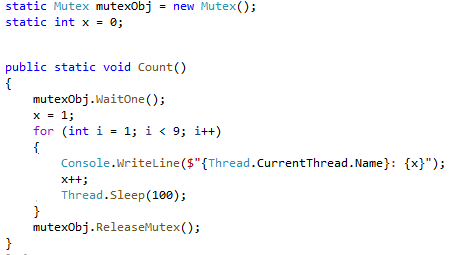 static Mutex mutexObj = new Mutex();
static int x = 0;
public static void Count()
{
mutexObj.WaitOne();
x = 1;
for (int i = 1; i < 9; i++)
{
Console.WriteLine($"{Thread.CurrentThread.Name}: {x}");
x++;
Thread.Sleep(100);
}
mutexObj.ReleaseMutex();
}